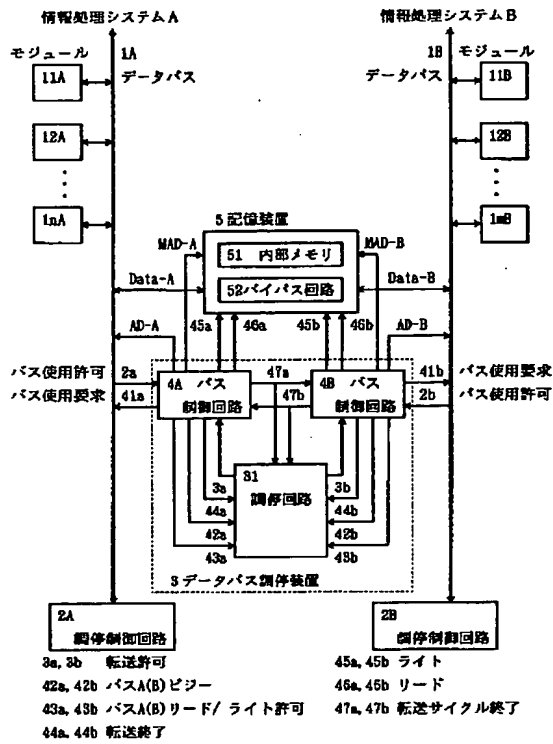 情報処理システムA
情報処理システムB
モジュール
1A
データバス
11A
12A
1nA
1B
モジュール
データバス
11B
12B
1mB
5 記憶装置
MAD-A
MAD-B
51 内部メモリ
52バイパス回路
Data-A
Data-B
45a
46a
45b
46b
AD-A
AD-B
バス使用許可
2a
バス使用要求
41a
4A バス
制御回路
47a
47b
4B バス
制御回路
41b
バス使用要求
2b
バス使用許可
31
調停回路
3a
44a
42a
43a
3b
44b
42b
43b
3 データバス調停装置
2A
調停制御回路
2B
調停制御回路
3a, 3b 転送許可
42a, 42b バスA(B)ビジー
43a, 43b バスA(B)リード/ ライト許可
44a, 44b 転送終了
45a, 45b ライト
46a, 46b リード
47a, 47b 転送サイクル終了